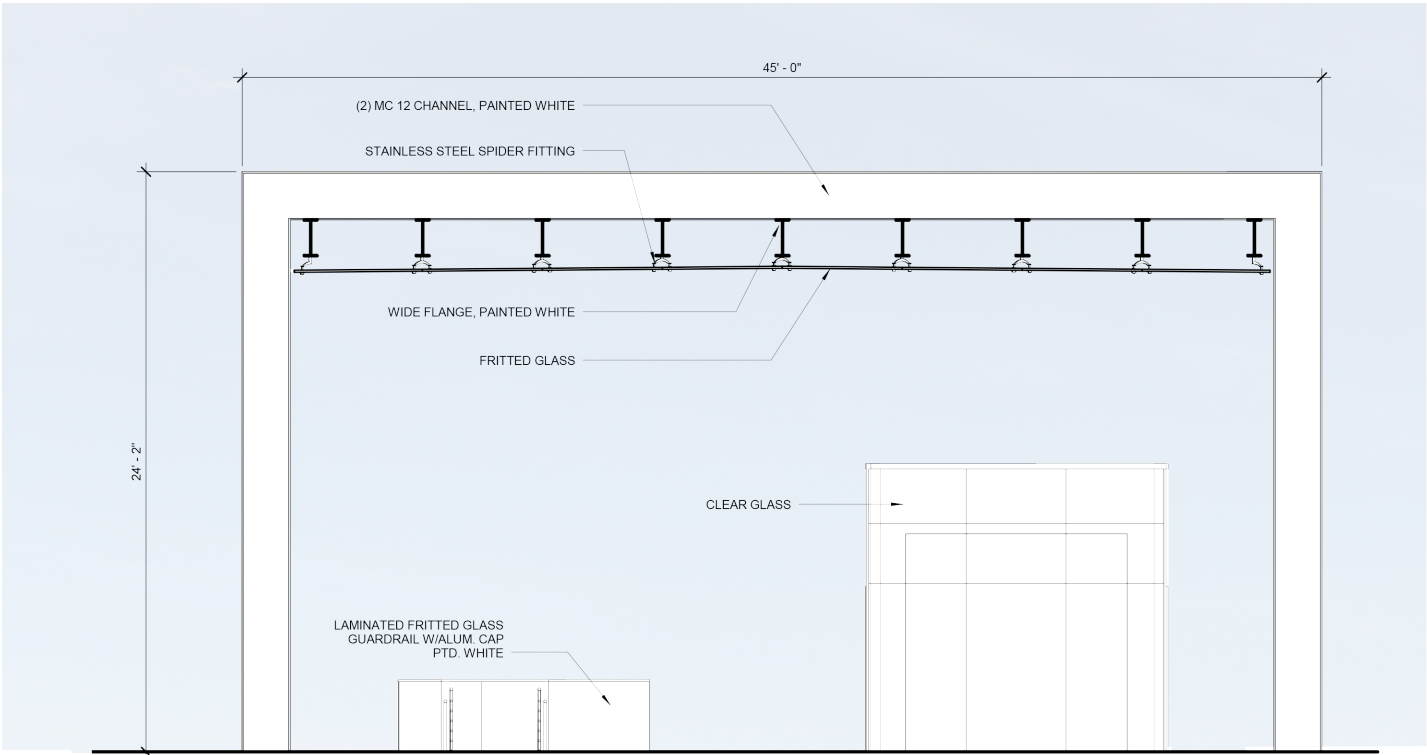 45' - 0"
(2) MC 12 CHANNEL, PAINTED WHITE
STAINLESS STEEL SPIDER FITTING
WIDE FLANGE, PAINTED WHITE
FRITTED GLASS
24' - 2"
CLEAR GLASS
LAMINATED FRITTED GLASS
GUARDRAIL W/ALUM. CAP
PTD. WHITE